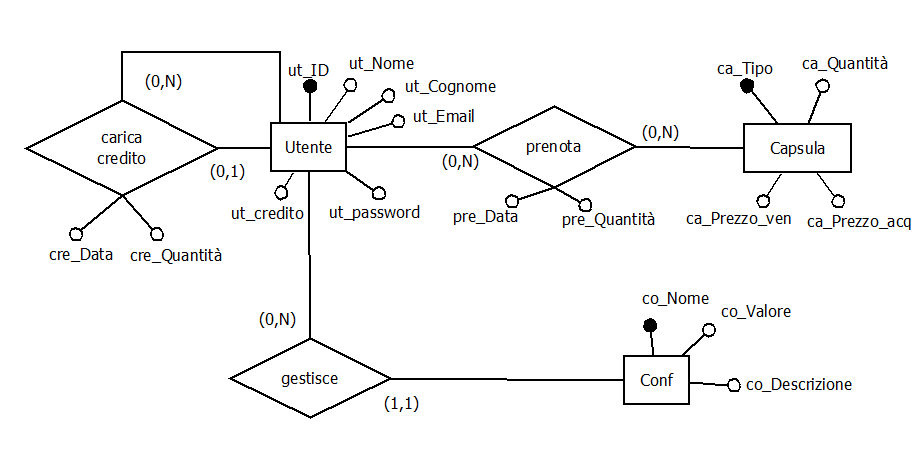 ut_ID
ut_Nome
ut_Cognome
ut_Email
ca_Tipo
ca_Quantità
(0,N)
carica
credito
(0,1)
Utente
(0,N)
prenota
(0,N)
Capsula
ut_credito
ut_password
pre_Data
pre_Quantità
ca_Prezzo_ven
ca_Prezzo_acq
cre_Data
cre_Quantità
(0,N)
co_Nome
co_Valore
gestisce
(1,1)
Conf
co_Descrizione